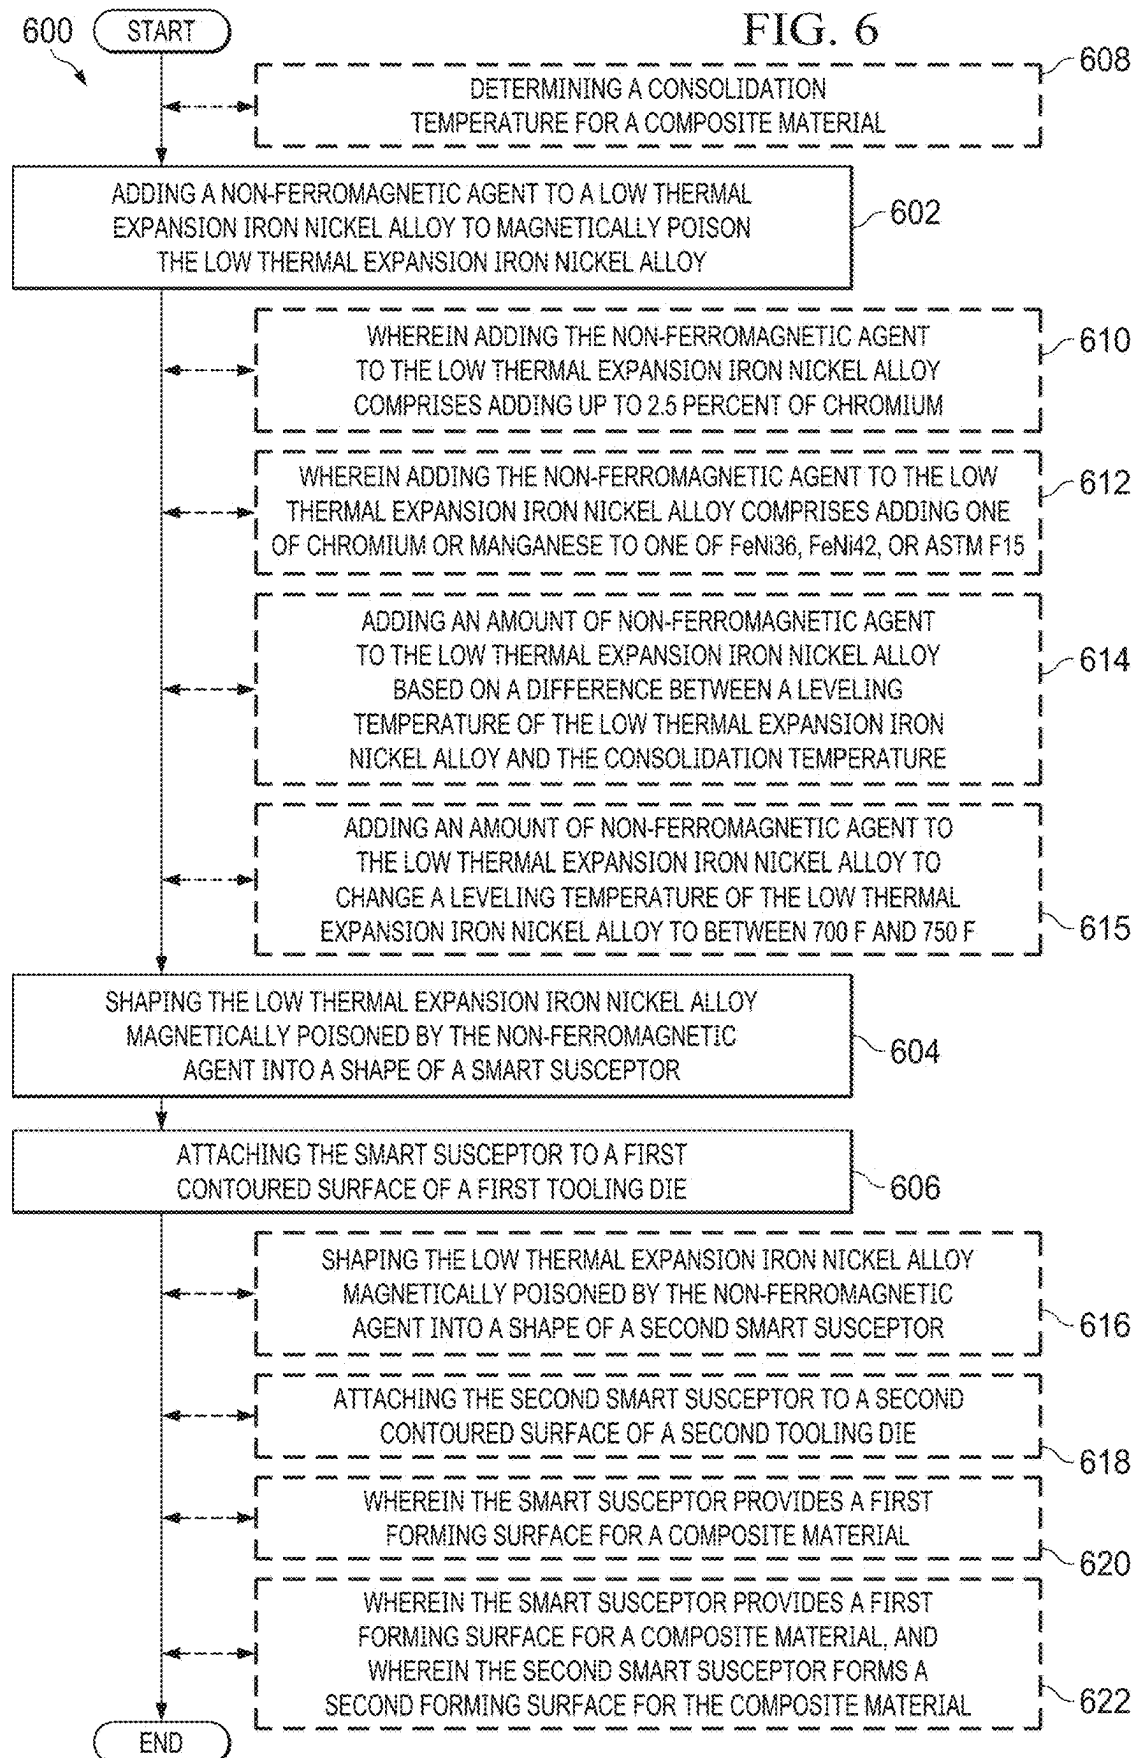 600
START
FIG. 6
608
DETERMINING A CONSOLIDATION
TEMPERATURE FOR A COMPOSITE MATERIAL
ADDING A NON-FERROMAGNETIC AGENT TO A LOW THERMAL
EXPANSION IRON NICKEL ALLOY TO MAGNETICALLY POISON
THE LOW THERMAL EXPANSION IRON NICKEL ALLOY
602
WHEREIN ADDING THE NON-FERROMAGNETIC AGENT
TO THE LOW THERMAL EXPANSION IRON NICKEL ALLOY
COMPRISES ADDING UP TO 2.5 PERCENT OF CHROMIUM
610
WHEREIN ADDING THE NON-FERROMAGNETIC AGENT TO THE LOW
THERMAL EXPANSION IRON NICKEL ALLOY COMPRISES ADDING ONE
OF CHROMIUM OR MANGANESE TO ONE OF FeNi36, FeNi42, OR ASTM F15
612
ADDING AN AMOUNT OF NON-FERROMAGNETIC AGENT
TO THE LOW THERMAL EXPANSION IRON NICKEL ALLOY
BASED ON A DIFFERENCE BETWEEN A LEVELING
TEMPERATURE OF THE LOW THERMAL EXPANSION IRON
NICKEL ALLOY AND THE CONSOLIDATION TEMPERATURE
614
ADDING AN AMOUNT OF NON-FERROMAGNETIC AGENT TO
THE LOW THERMAL EXPANSION IRON NICKEL ALLOY TO
CHANGE A LEVELING TEMPERATURE OF THE LOW THERMAL
EXPANSION IRON NICKEL ALLOY TO BETWEEN 700 F AND 750 F
615
SHAPING THE LOW THERMAL EXPANSION IRON NICKEL ALLOY
MAGNETICALLY POISONED BY THE NON-FERROMAGNETIC
AGENT INTO A SHAPE OF A SMART SUSCEPTOR
604
ATTACHING THE SMART SUSCEPTOR TO A FIRST
CONTOURED SURFACE OF A FIRST TOOLING DIE
606
SHAPING THE LOW THERMAL EXPANSION IRON NICKEL ALLOY
MAGNETICALLY POISONED BY THE NON-FERROMAGNETIC
AGENT INTO A SHAPE OF A SECOND SMART SUSCEPTOR
616
ATTACHING THE SECOND SMART SUSCEPTOR TO A SECOND
CONTOURED SURFACE OF A SECOND TOOLING DIE
618
WHEREIN THE SMART SUSCEPTOR PROVIDES A FIRST
FORMING SURFACE FOR A COMPOSITE MATERIAL
620
WHEREIN THE SMART SUSCEPTOR PROVIDES A FIRST
FORMING SURFACE FOR A COMPOSITE MATERIAL, AND
WHEREIN THE SECOND SMART SUSCEPTOR FORMS A
SECOND FORMING SURFACE FOR THE COMPOSITE MATERIAL
622
END